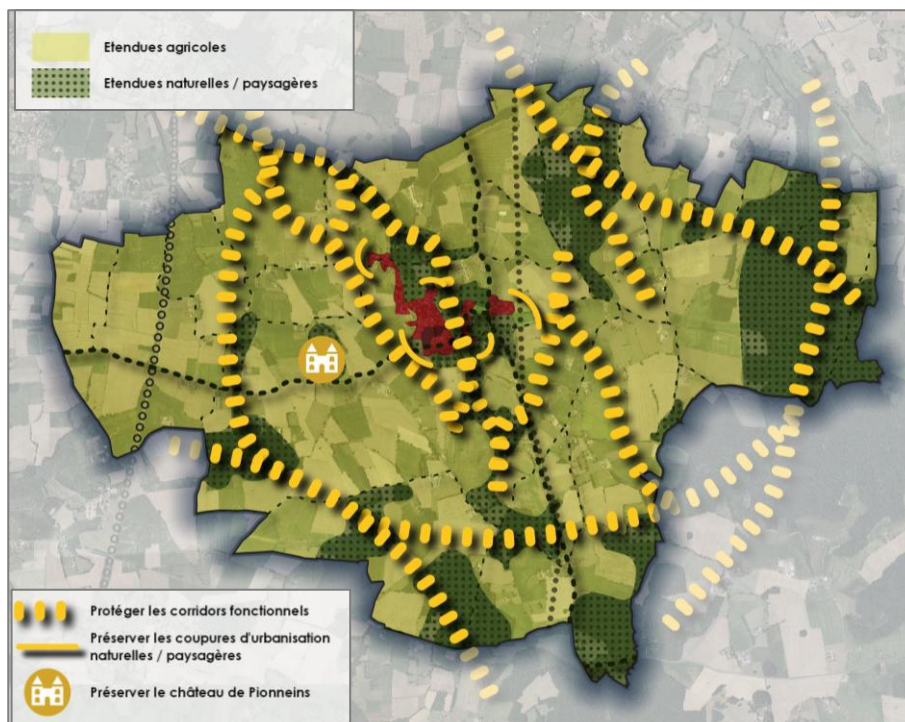 Etendues agricoles
Etendues naturelles / paysagères
Protéger les corridors fonctionnels
Préserver les coupures d'urbanisation
naturelles / paysagères
Préserver le château de Pionneins